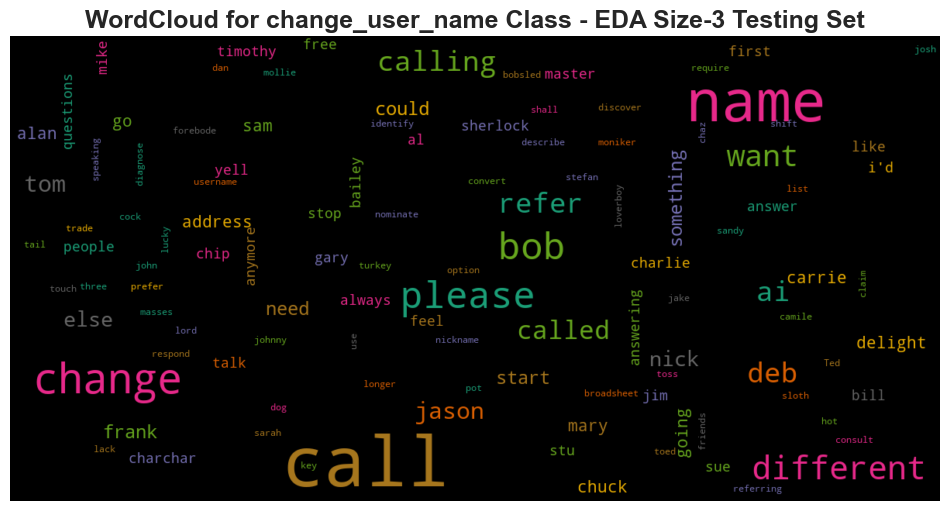 WordCloud for change_user_name Class - EDA Size-3 Testing Set
mike
timothy
free
calling
bobsled
master
first
josh
dan
mollie
require
name
questions
go
could
shall
discover
alan
forebode
sam
identify
sherlock
chaz
shift
speaking
diagnose
al
describe
moniker
want
like
yell
username
bailey
convert
stefan
something
i'd
tom
refer
loverboy
list
cock
address
stop
nominate
answer
trade
lucky
anymore
bob
sandy
tail
people
chip
gary
turkey
option
charlie
carrie
claim
john
touch
three
prefer
please
ai
masses
need
always
feel
answering
jake
camile
else
lord
johnny
use
nickname
called
delight
respond
talk
nick
Ted
change
longer
pot
start
toss
deb
broadsheet
jim
sloth
bill
dog
jason
frank
sarah
mary
going
friends
hot
lack
charchar
call
key
stu
toed
sue
consult
different
chuck
referring